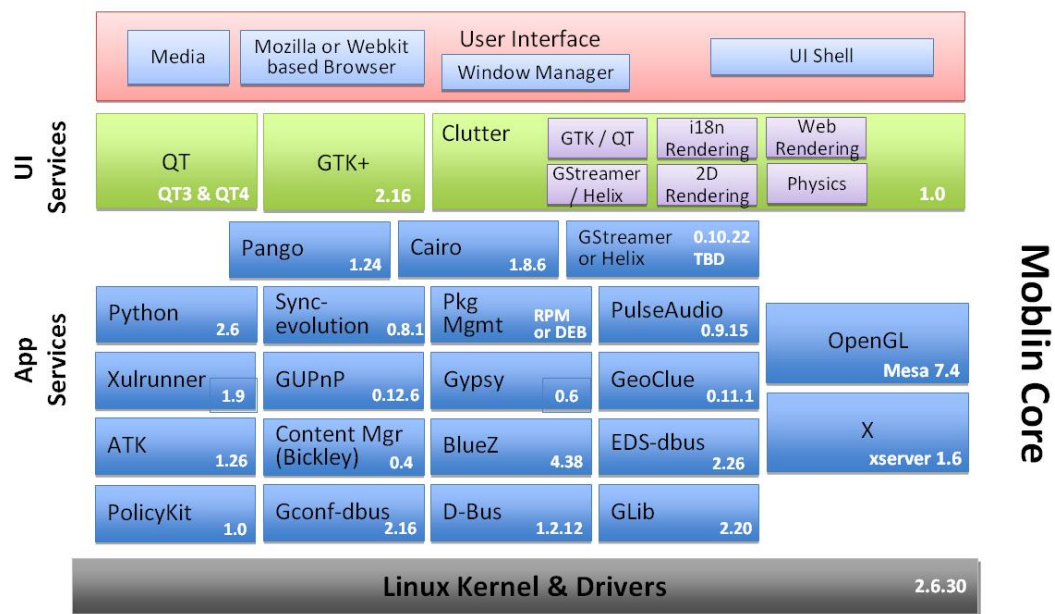 User Interface
Media
Mozilla or Webkit
based Browser
Window Manager
UI Shell
UI
Services
QT
QT3 & QT4
GTK+
2.16
Clutter
GTK / QT
i18n
Rendering
Web
Rendering
GStreamer
/ Helix
2D
Rendering
Physics
1.0
Pango
1.24
Cairo
1.8.6
GStreamer
or Helix
0.10.22
TBD
App
Services
Python
2.6
Sync-
evolution
0.8.1
Pkg
Mgmt
RPM
or DEB
PulseAudio
0.9.15
OpenGL
Mesa 7.4
Xulrunner
1.9
GUPnP
0.12.6
Gypsy
0.6
GeoClue
0.11.1
X
xserver 1.6
ATK
1.26
Content Mgr
(Bickley)
0.4
BlueZ
4.38
EDS-dbus
2.26
PolicyKit
1.0
Gconf-dbus
2.16
D-Bus
1.2.12
GLib
2.20
Linux Kernel & Drivers
2.6.30
Moblin Core